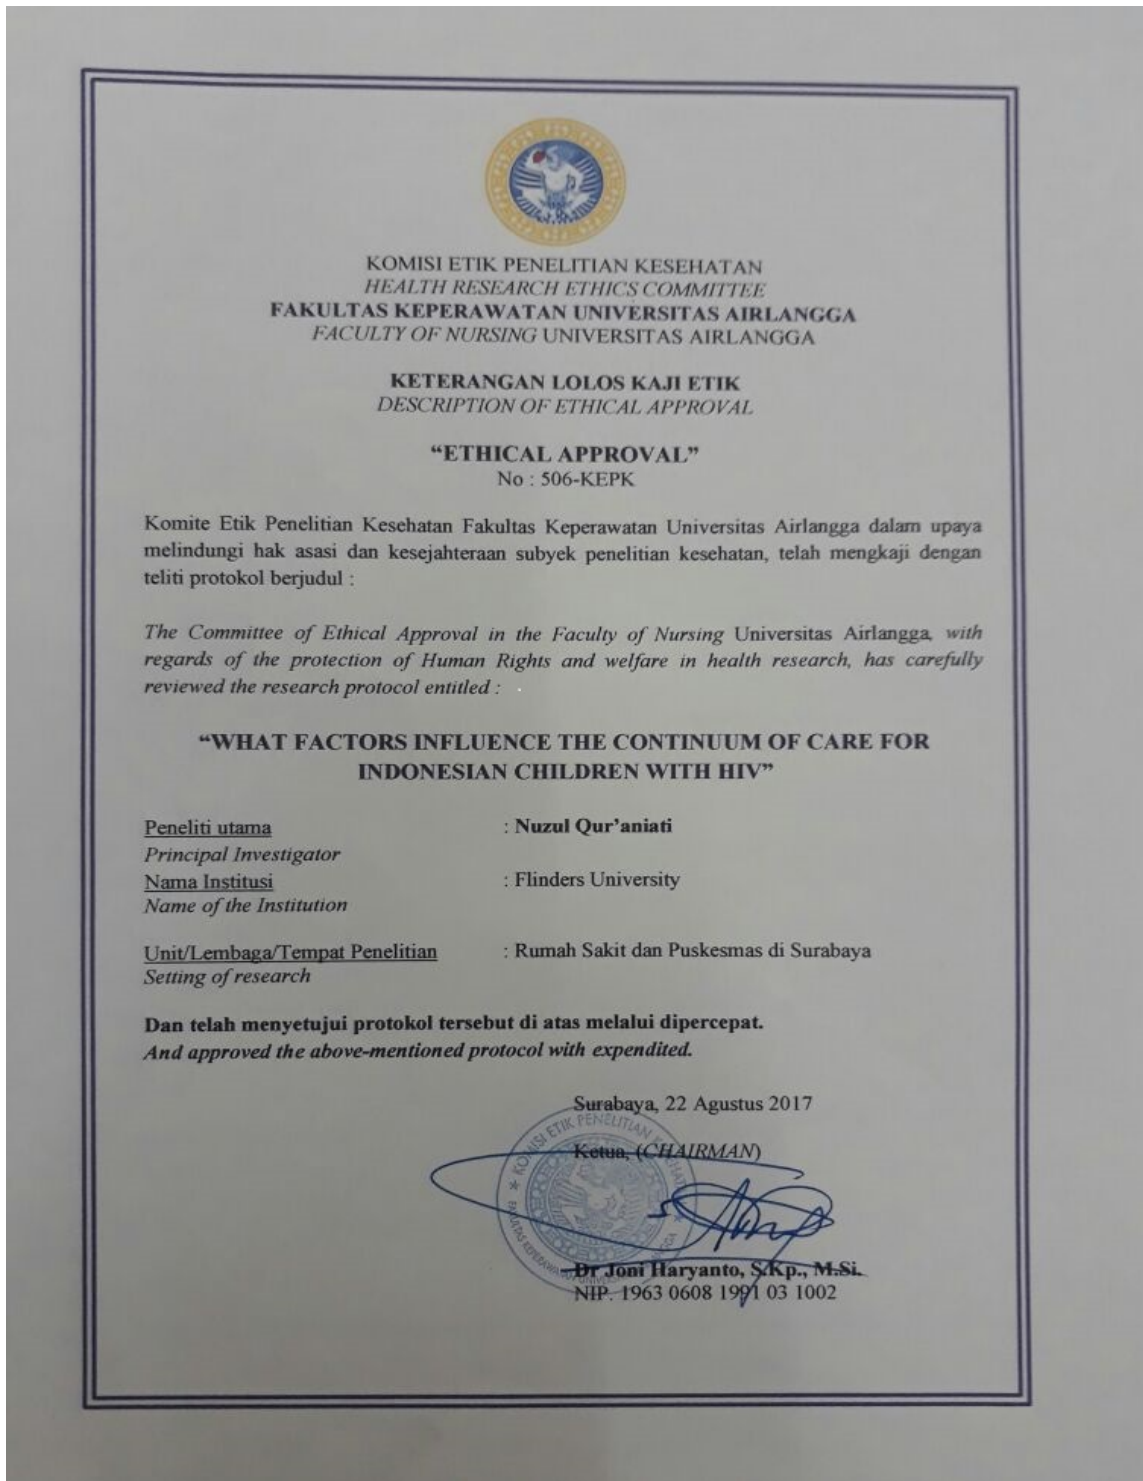 KOMISI ETIK PENELITIAN KESEHATAN
HEALTH RESEARCH ETHICS COMMITTEE
FAKULTAS KEPERAWATAN UNIVERSITAS AIRLANGGA
FACULTY OF NURSING UNIVERSITAS AIRLANGGA
KETERANGAN LOLOS KAJI ETIK
DESCRIPTION OF ETHICAL APPROVAL
“ETHICAL APPROVAL”
No : 506-KEPK
Komite Etik Penelitian Kesehatan Fakultas Keperawatan Universitas Airlangga dalam upaya
melindungi hak asasi dan kesejahteraan subyek penelitian kesehatan, telah mengkaji dengan
teliti protokol berjudul :
The Committee of Ethical Approval in the Faculty of Nursing Universitas Airlangga, with
regards of the protection of Human Rights and welfare in health research, has carefully
reviewed the research protocol entitled :
“WHAT FACTORS INFLUENCE THE CONTINUUM OF CARE FOR
INDONESIAN CHILDREN WITH HIV”
Peneliti utama : Nuzul Qur’aniati
Principal Investigator
Nama Institusi : Flinders University
Name of the Institution
Unit/Lembaga/Tempat Penelitian : Rumah Sakit dan Puskesmas di Surabaya
Setting of research
Dan telah menyetujui protokol tersebut di atas melalui dipercepat.
And approved the above-mentioned protocol with expendited.
Surabaya, 22 Agustus 2017
Ketua, (CHAIRMAN)
KOMISI ETIK PENELITIAN
Dr Joni Haryanto, S.Kp., M.Si.
NIP. 1963 0608 1991 03 1002